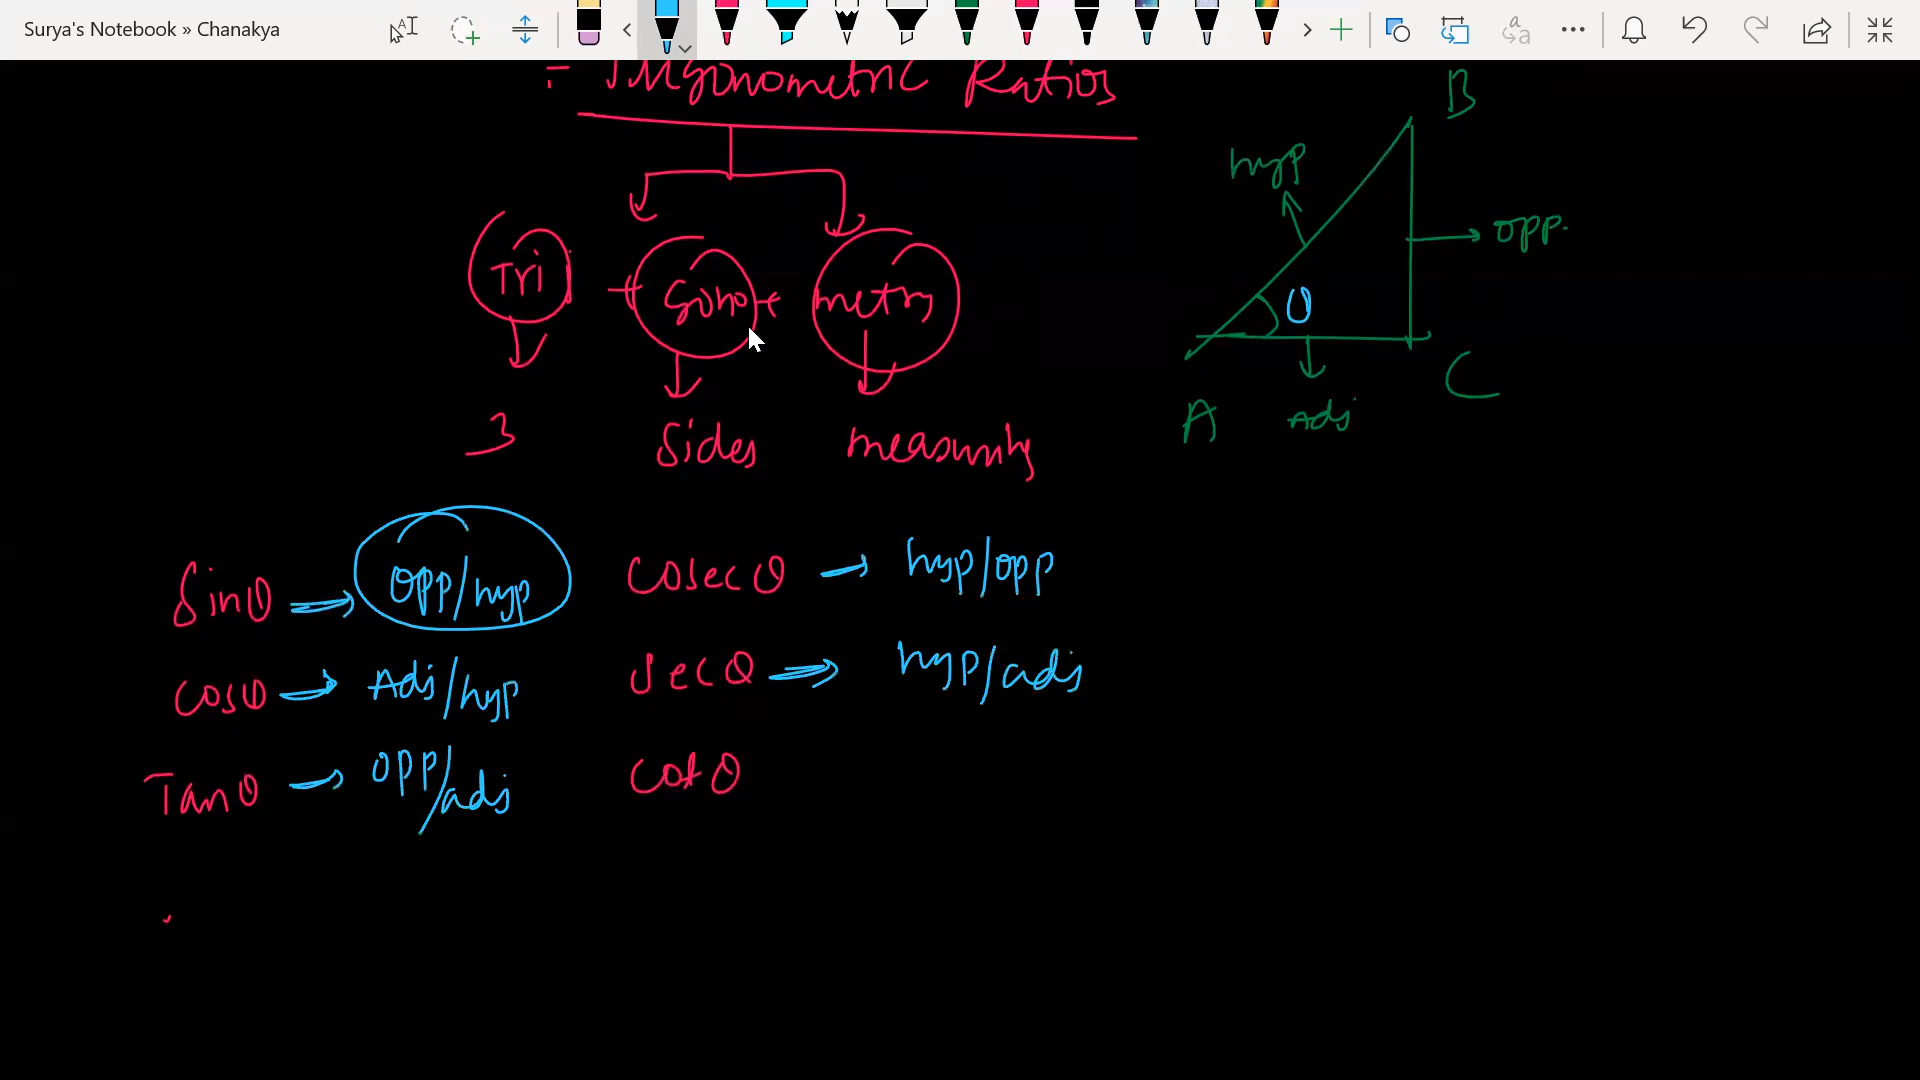 Surya's Notebook » Chanakya
:- Trigonometric Ratios
Tri + Gono + metry
3 Sides measuring
B
hyp
opp.
θ
A Adj C
Sinθ ⟹ opp/hyp Cosecθ → hyp/opp
Cosθ → Adj/hyp Secθ ⟹ hyp/adj
Tanθ → opp/adj Cotθ